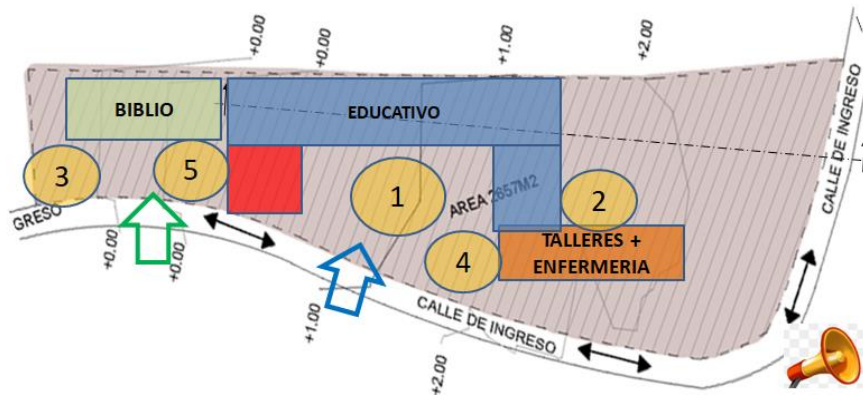 +0.00
+0.00
+1.00
+2.00
BIBLIO
EDUCATIVO
3
5
1
2
AREA 2657M2
4
TALLERES +
ENFERMERIA
GRESO
+0.00
+0.00
+1.00
+2.00
CALLE DE INGRESO
CALLE DE INGRESO